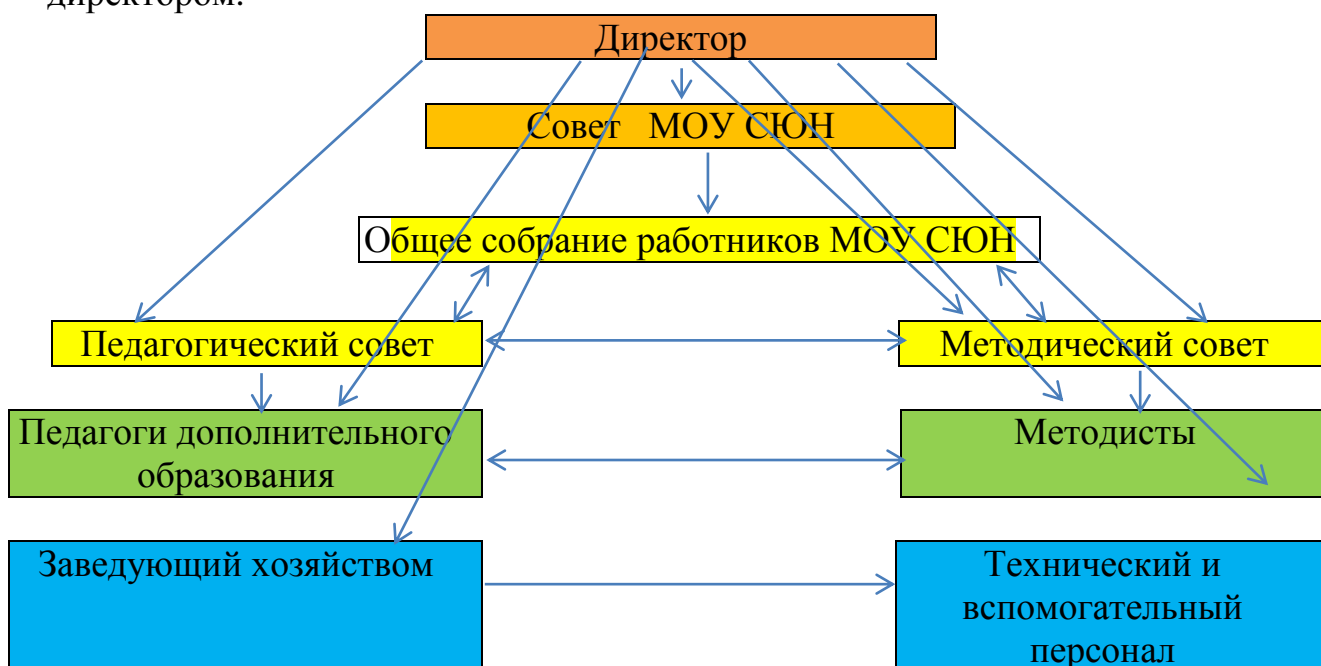 директором.
Директор
Совет МОУ СЮН
Общее собрание работников МОУ СЮН
Педагогический совет
Методический совет
Педагоги дополнительного
образования
Методисты
Заведующий хозяйством
Технический и
вспомогательный
персонал